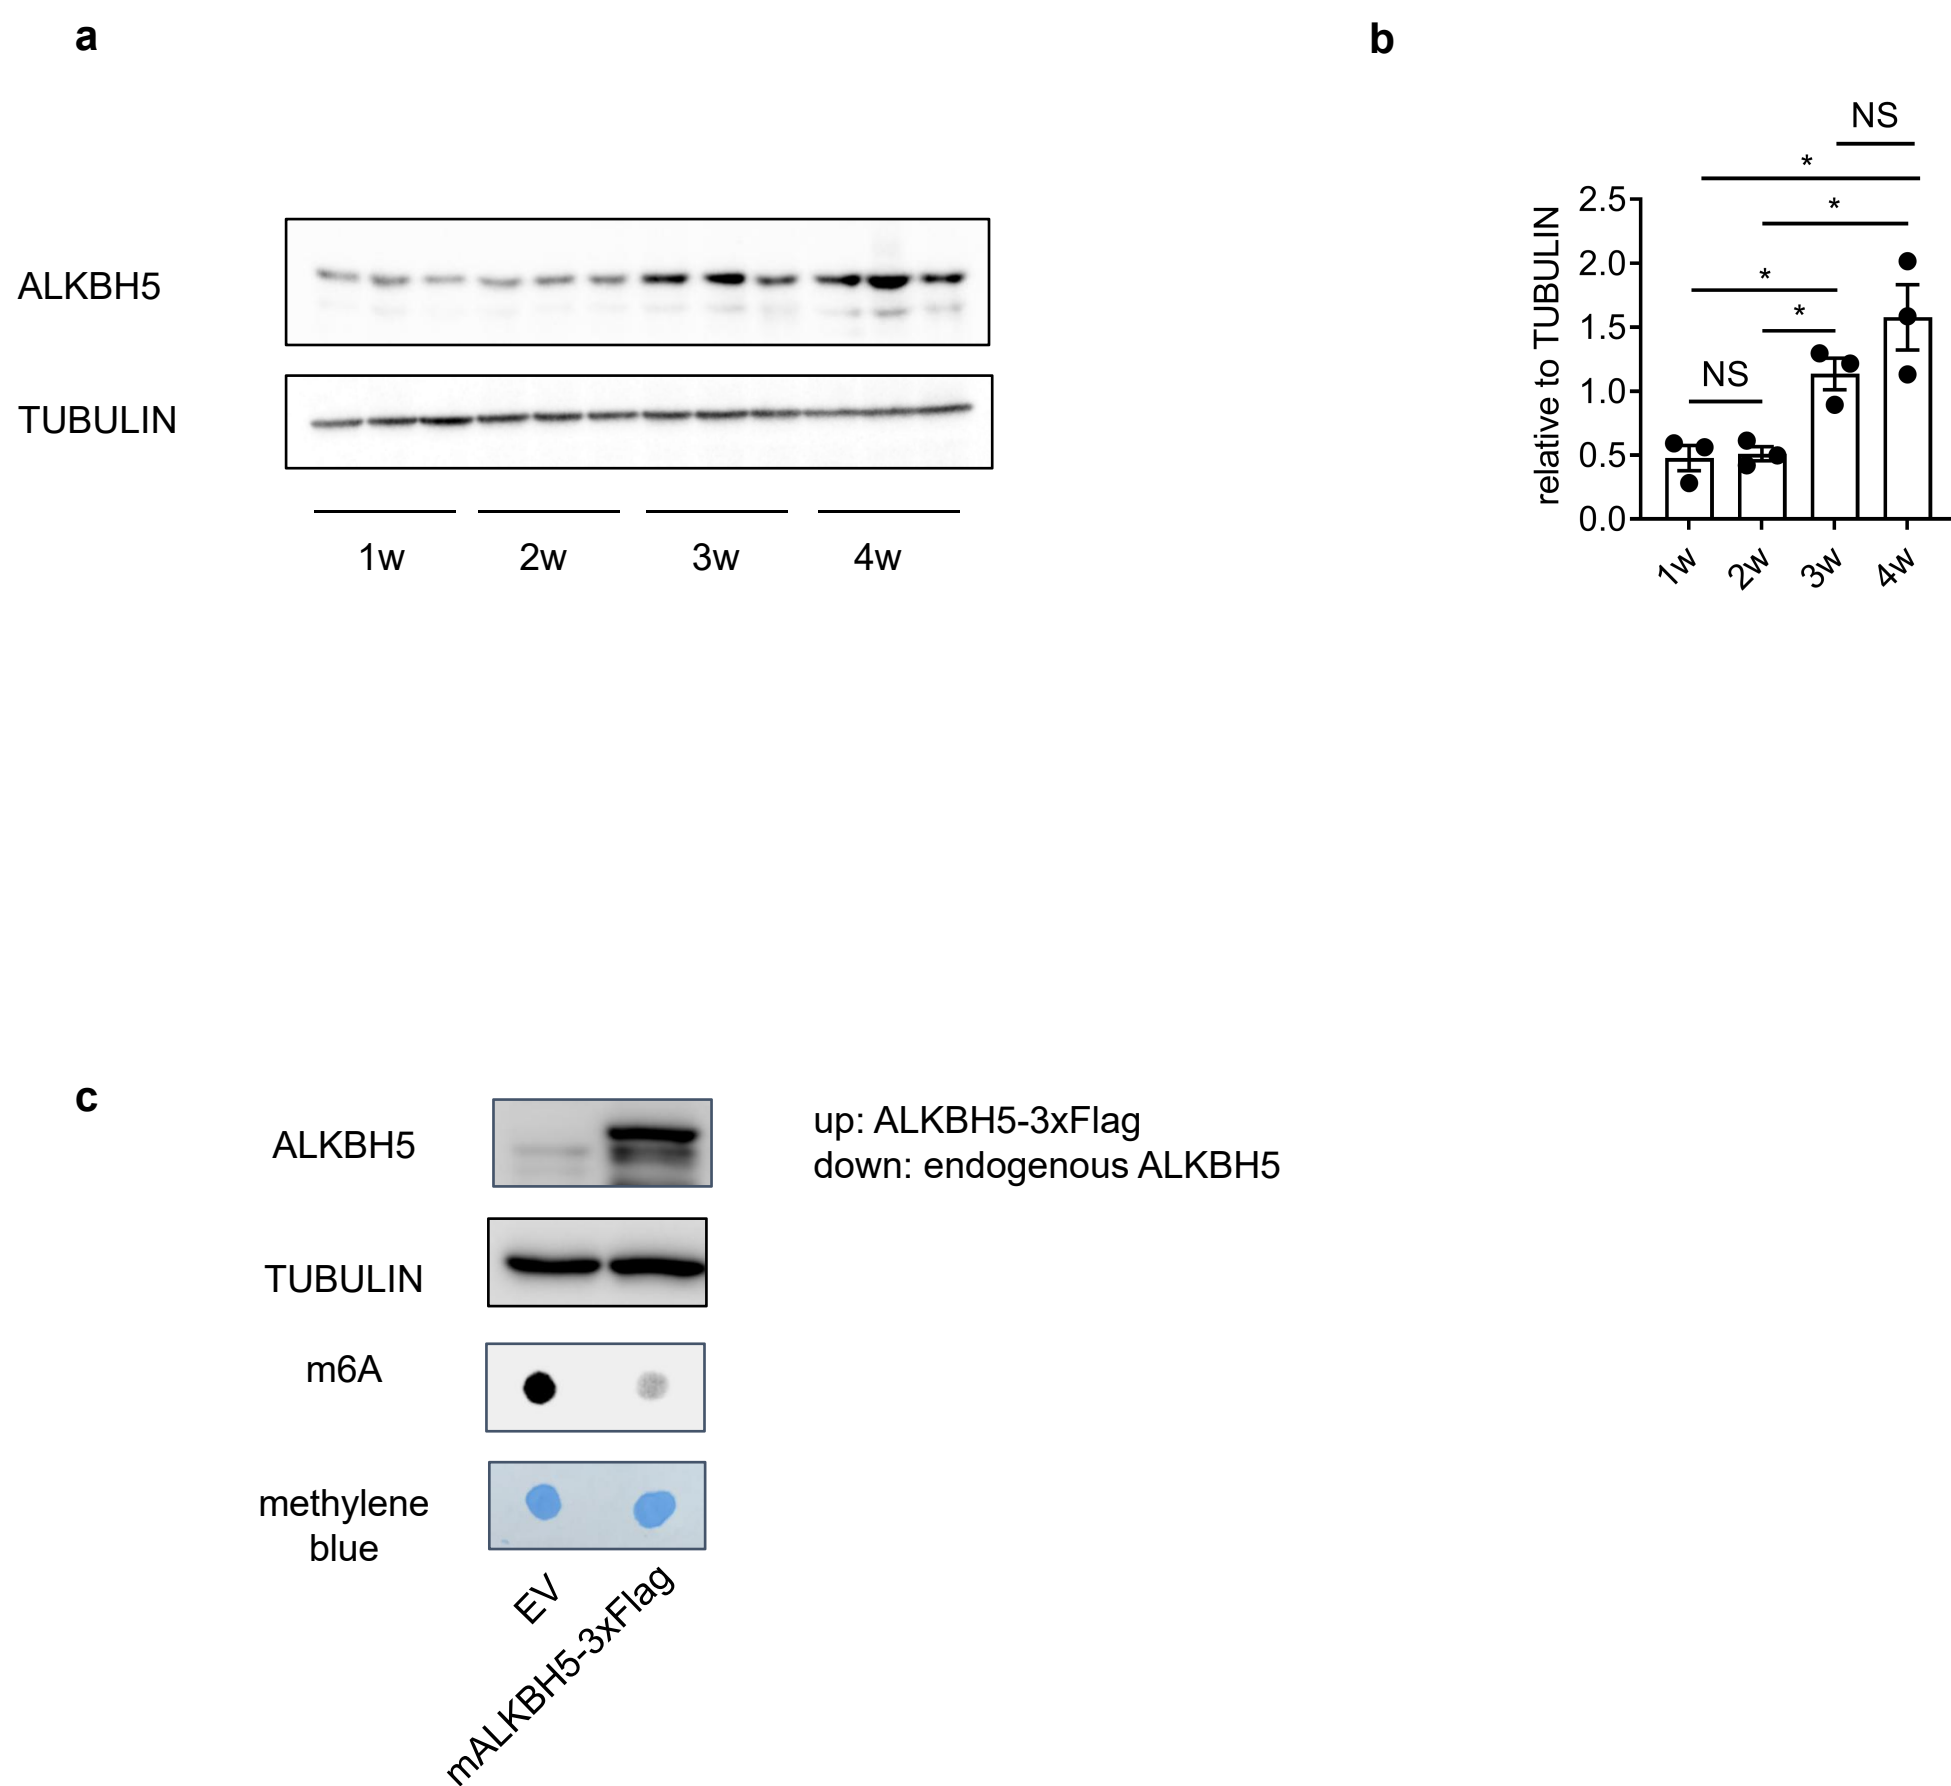 a
ALKBH5
TUBULIN
1w
2w
3w
4w
b
NS
*
*
*
*
NS
relative to TUBULIN
2.5
2.0
1.5
1.0
0.5
0.0
1w
2w
3w
4w
c
ALKBH5
up: ALKBH5-3xFlag
down: endogenous ALKBH5
TUBULIN
m6A
methylene
blue
EV
mALKBH5-3xFlag